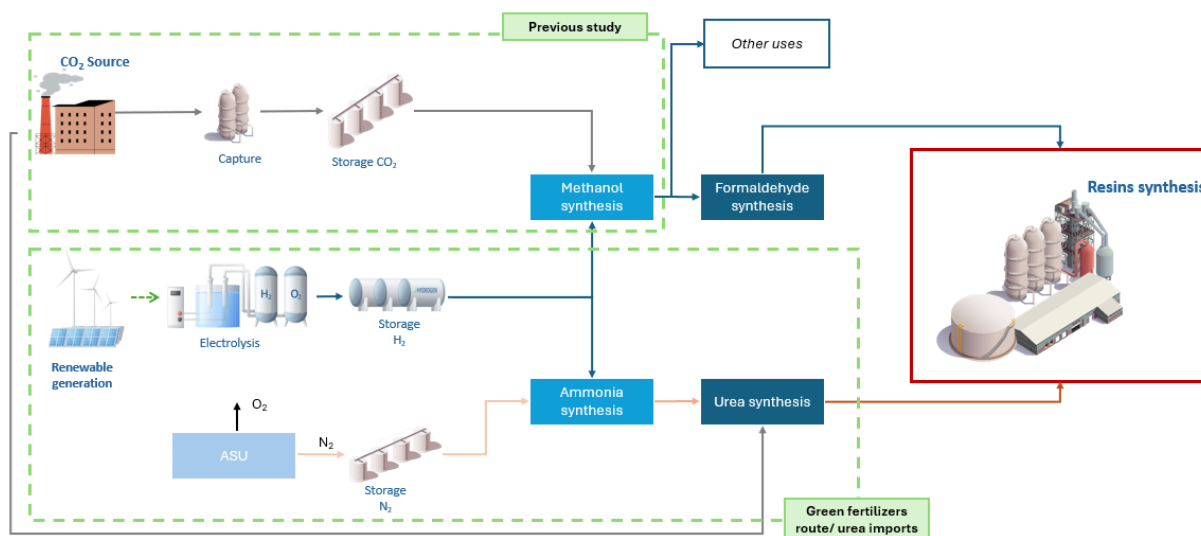 Previous study
Other uses
CO₂ Source
Capture
Storage CO₂
Methanol
synthesis
Formaldehyde
synthesis
Resins synthesis
H₂
O₂
HYDROGEN
Electrolysis
Storage
H₂
Renewable
generation
Ammonia
synthesis
Urea synthesis
O₂
N₂
ASU
Storage
N₂
Green fertilizers
route/ urea imports